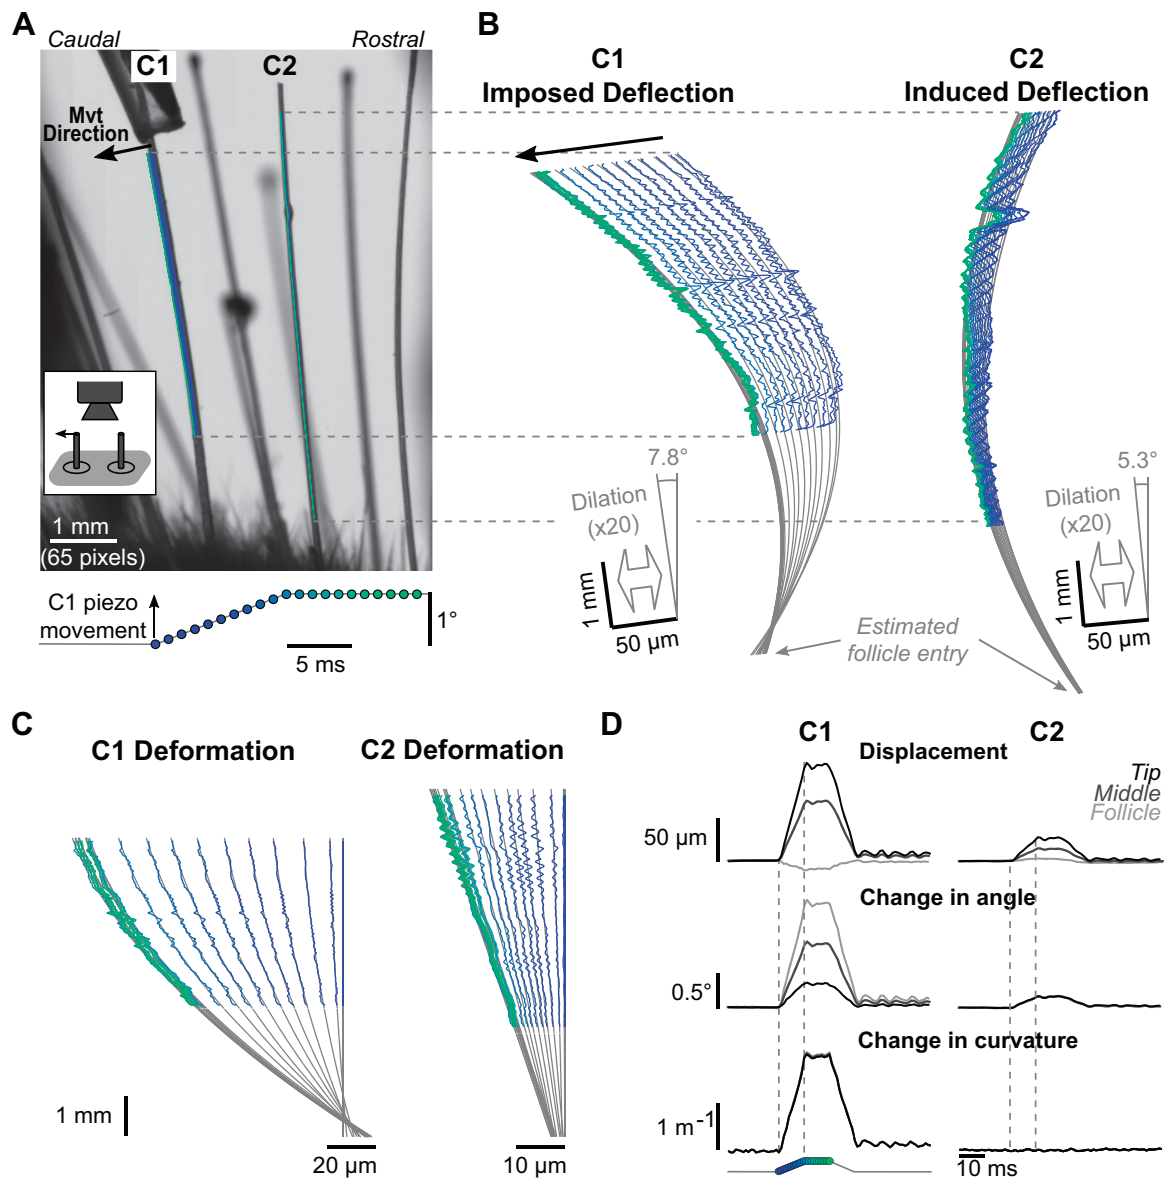 A
Caudal
Rostral
C1
C2
Mvt
Direction
1 mm
(65 pixels)
C1 piezo
movement
1°
5 ms
B
C1
Imposed Deflection
C2
Induced Deflection
7.8°
Dilation
(x20)
1 mm
50 µm
5.3°
Dilation
(x20)
1 mm
50 µm
Estimated
follicle entry
C
C1 Deformation
C2 Deformation
1 mm
20 µm
10 µm
D
C1
C2
Displacement
Tip
Middle
Follicle
50 µm
Change in angle
0.5°
Change in curvature
1 m⁻¹
10 ms